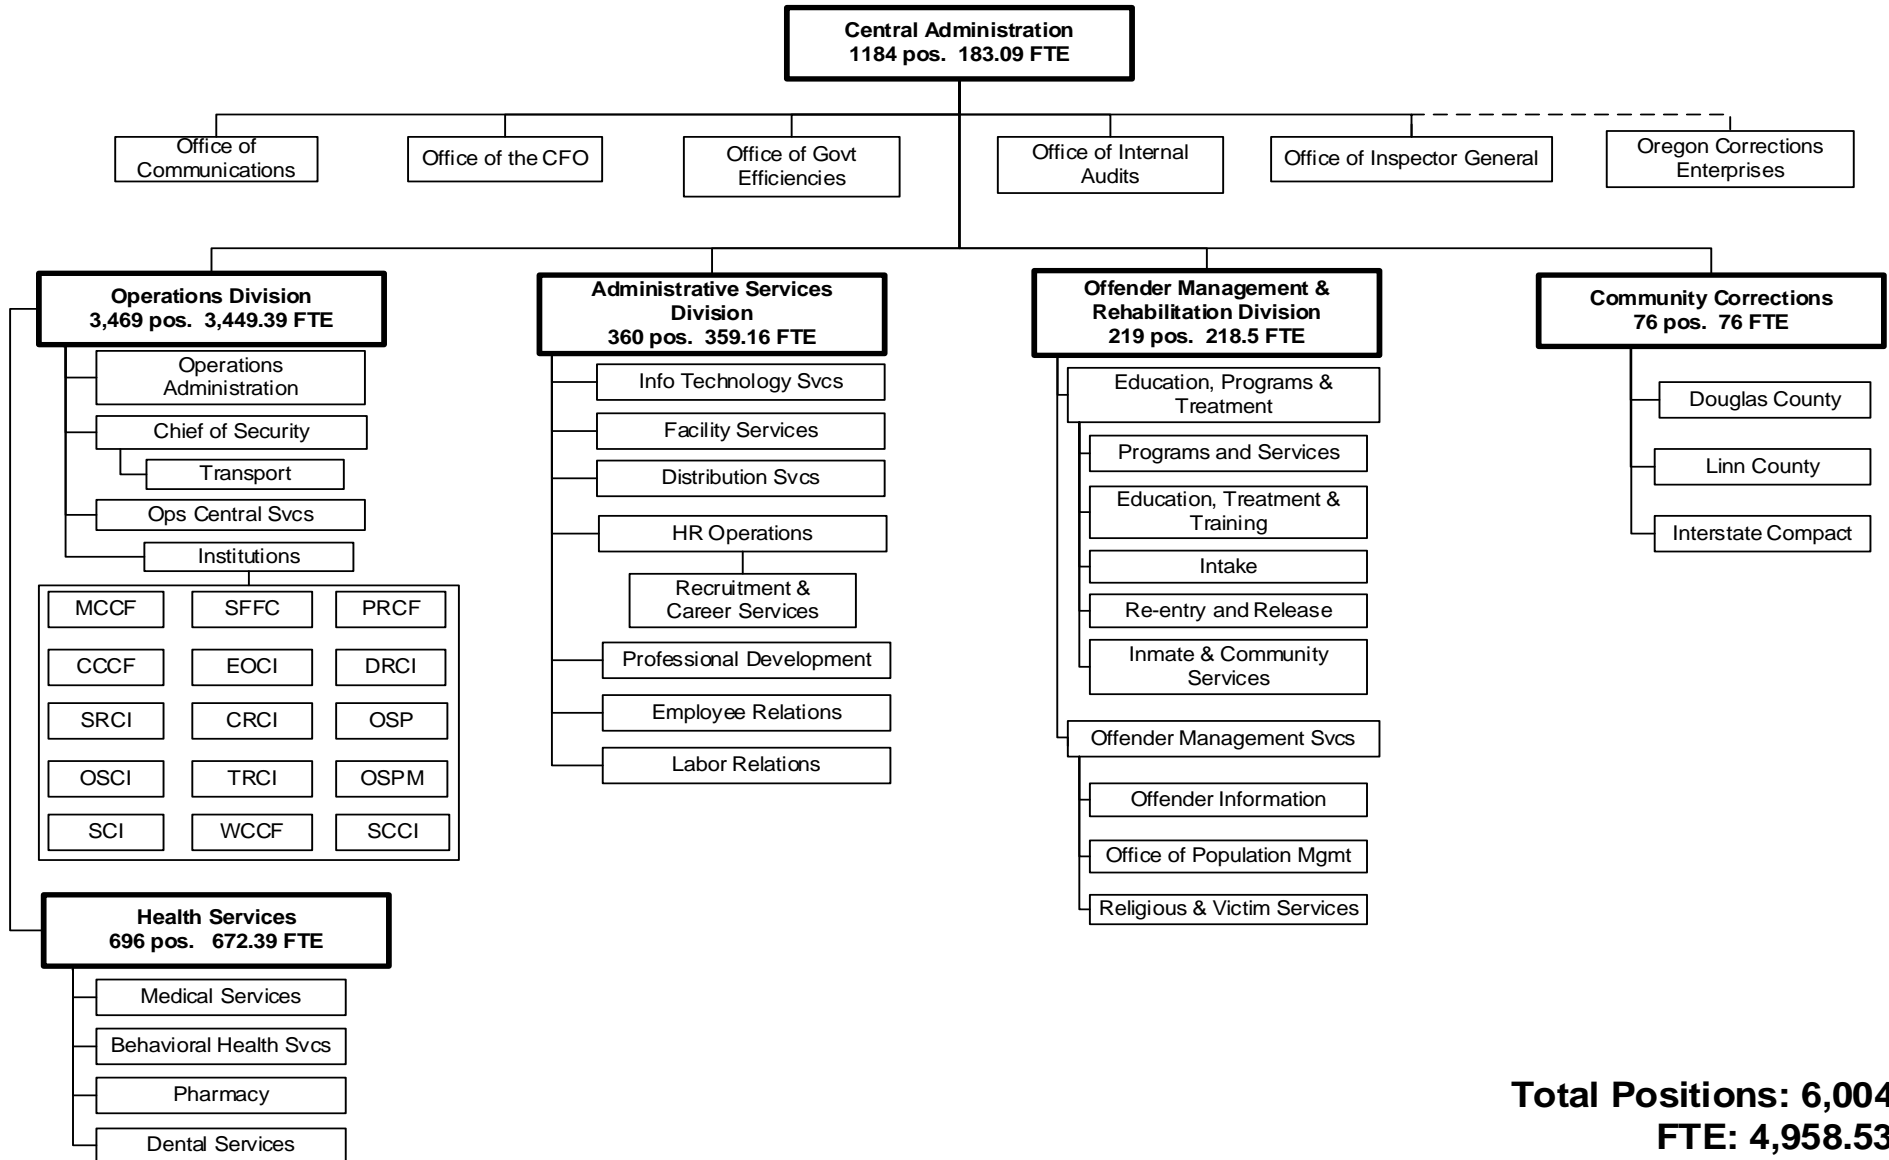 Central Administration
1184 pos.  183.09 FTE
Office of
Communications
Office of the CFO
Office of Govt
Efficiencies
Office of Internal
Audits
Office of Inspector General
Oregon Corrections
Enterprises
Operations Division
3,469 pos.  3,449.39 FTE
Operations
Administration
Chief of Security
Transport
Ops Central Svcs
Institutions
MCCF
SFFC
PRCF
CCCF
EOCI
DRCI
SRCI
CRCI
OSP
OSCI
TRCI
OSPM
SCI
WCCF
SCCI
Health Services
696 pos.   672.39 FTE
Medical Services
Behavioral Health Svcs
Pharmacy
Dental Services
Administrative Services
Division
360 pos.  359.16 FTE
Info Technology Svcs
Facility Services
Distribution Svcs
HR Operations
Recruitment &
Career Services
Professional Development
Employee Relations
Labor Relations
Offender Management &
Rehabilitation Division
219 pos.  218.5 FTE
Education, Programs &
Treatment
Programs and Services
Education, Treatment &
Training
Intake
Re-entry and Release
Inmate & Community
Services
Offender Management Svcs
Offender Information
Office of Population Mgmt
Religious & Victim Services
Community Corrections
76 pos.  76 FTE
Douglas County
Linn County
Interstate Compact
Total Positions: 6,004
FTE: 4,958.53